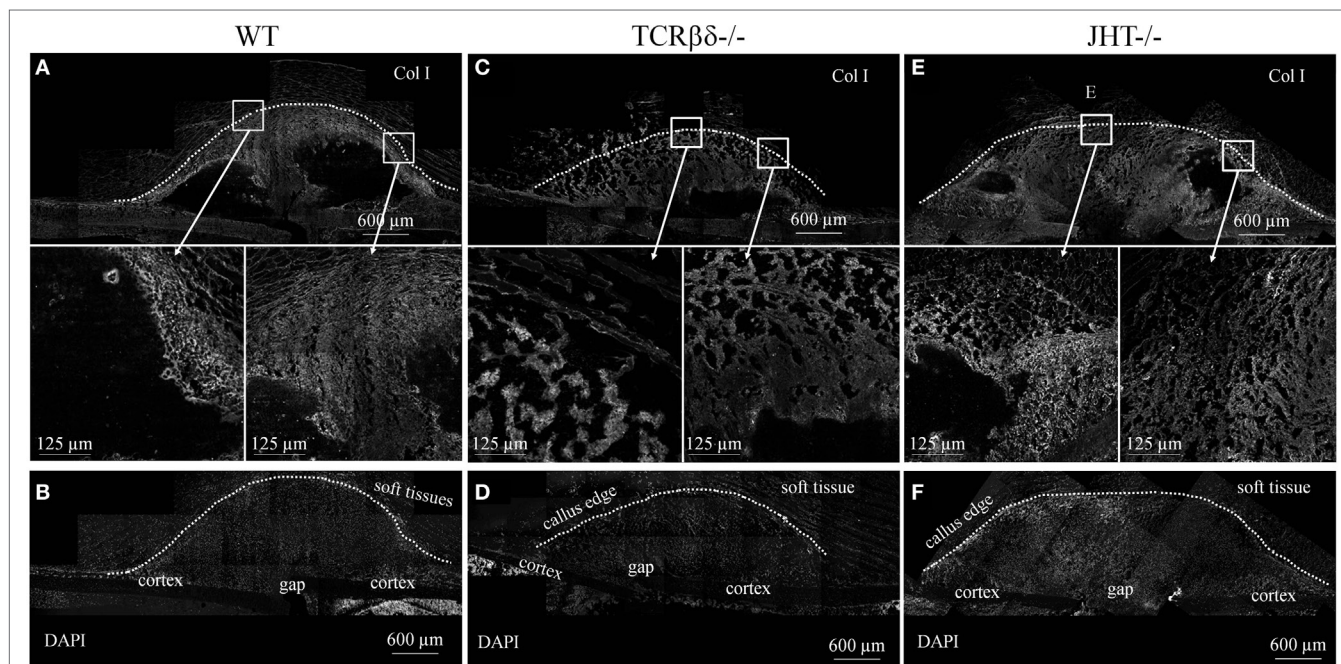 WT
TCRβδ-/-
JHT-/-
A
Col I
600 µm
125 µm
125 µm
C
Col I
600 µm
125 µm
125 µm
E
Col I
E
600 µm
125 µm
125 µm
B
soft tissues
cortex
gap
cortex
DAPI
600 µm
D
soft tissue
callus edge
cortex
gap
cortex
DAPI
600 µm
F
soft tissue
callus edge
cortex
gap
cortex
DAPI
600 µm